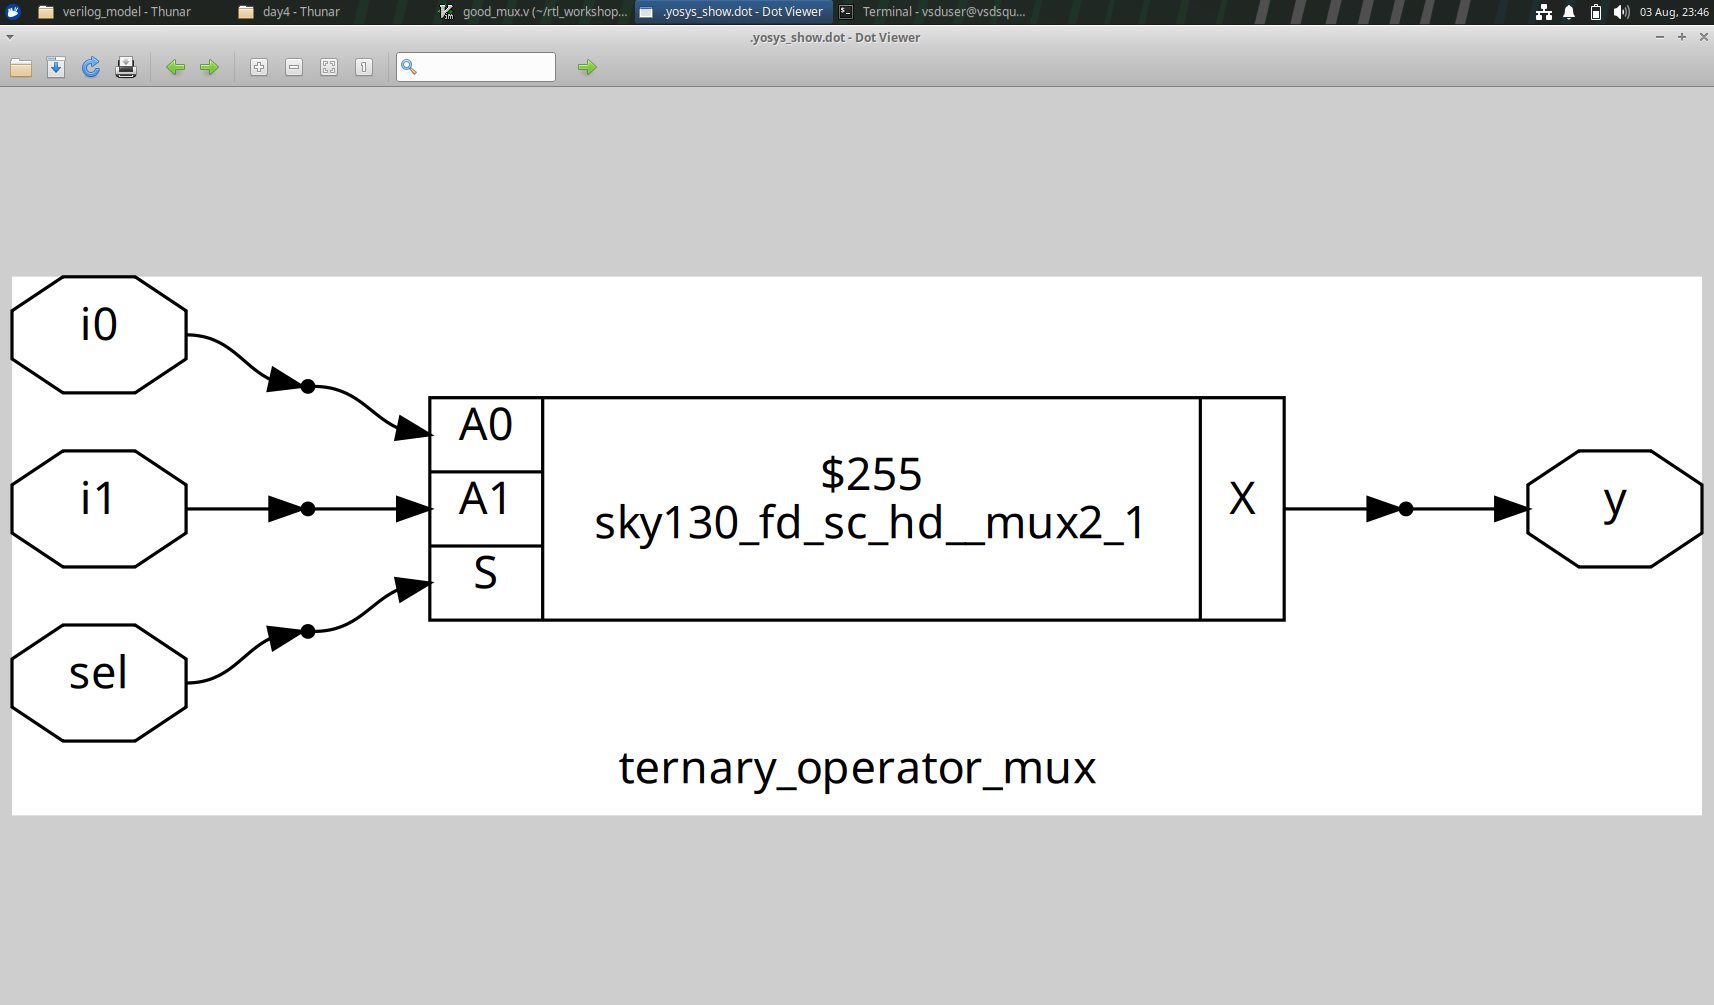 verilog_model - Thunar
day4 - Thunar
good_mux.v (~/rtl_workshop...
.yosys_show.dot - Dot Viewer
Terminal - vsduser@vsdsqu...
03 Aug, 23:46
.yosys_show.dot - Dot Viewer
i0
A0
i1
A1
$255
sky130_fd_sc_hd__mux2_1
X
y
S
sel
ternary_operator_mux